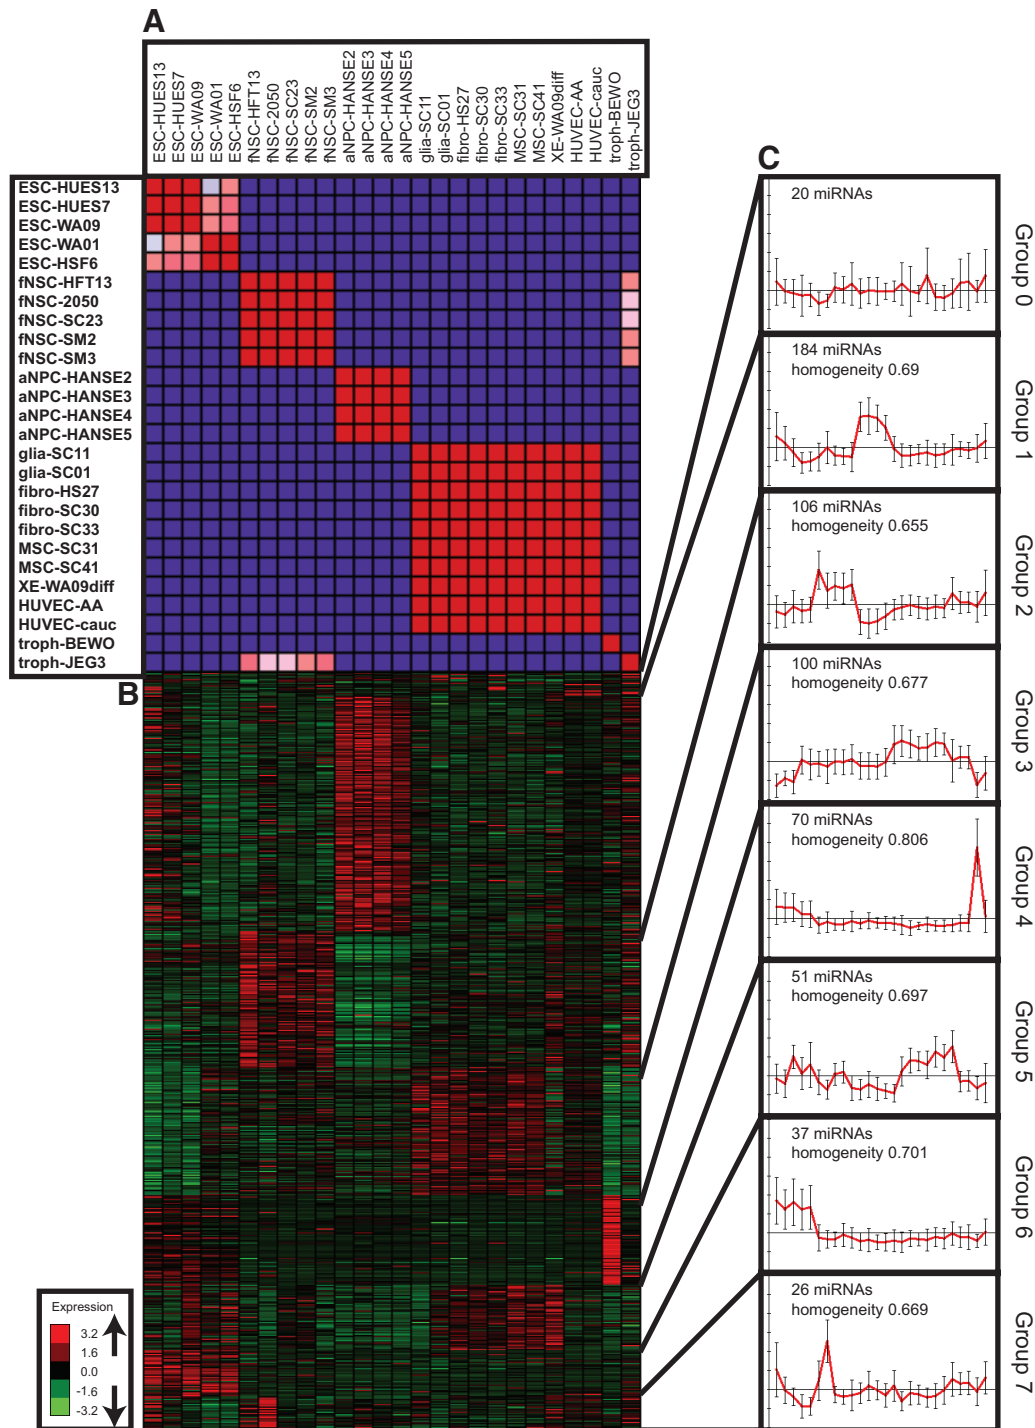 A
ESC-HUES13
ESC-HUES7
ESC-WA09
ESC-WA01
ESC-HSF6
fNSC-HFT13
fNSC-2050
fNSC-SC23
fNSC-SM2
fNSC-SM3
aNPC-HANSE2
aNPC-HANSE3
aNPC-HANSE4
aNPC-HANSE5
glia-SC11
glia-SC01
fibro-HS27
fibro-SC30
fibro-SC33
MSC-SC31
MSC-SC41
XE-WA09diff
HUVEC-AA
HUVEC-cauc
troph-BEWO
troph-JEG3
ESC-HUES13
ESC-HUES7
ESC-WA09
ESC-WA01
ESC-HSF6
fNSC-HFT13
fNSC-2050
fNSC-SC23
fNSC-SM2
fNSC-SM3
aNPC-HANSE2
aNPC-HANSE3
aNPC-HANSE4
aNPC-HANSE5
glia-SC11
glia-SC01
fibro-HS27
fibro-SC30
fibro-SC33
MSC-SC31
MSC-SC41
XE-WA09diff
HUVEC-AA
HUVEC-cauc
troph-BEWO
troph-JEG3
B
Expression
3.2
1.6
0.0
-1.6
-3.2
C
20 miRNAs
Group 0
184 miRNAs
homogeneity 0.69
Group 1
106 miRNAs
homogeneity 0.655
Group 2
100 miRNAs
homogeneity 0.677
Group 3
70 miRNAs
homogeneity 0.806
Group 4
51 miRNAs
homogeneity 0.697
Group 5
37 miRNAs
homogeneity 0.701
Group 6
26 miRNAs
homogeneity 0.669
Group 7